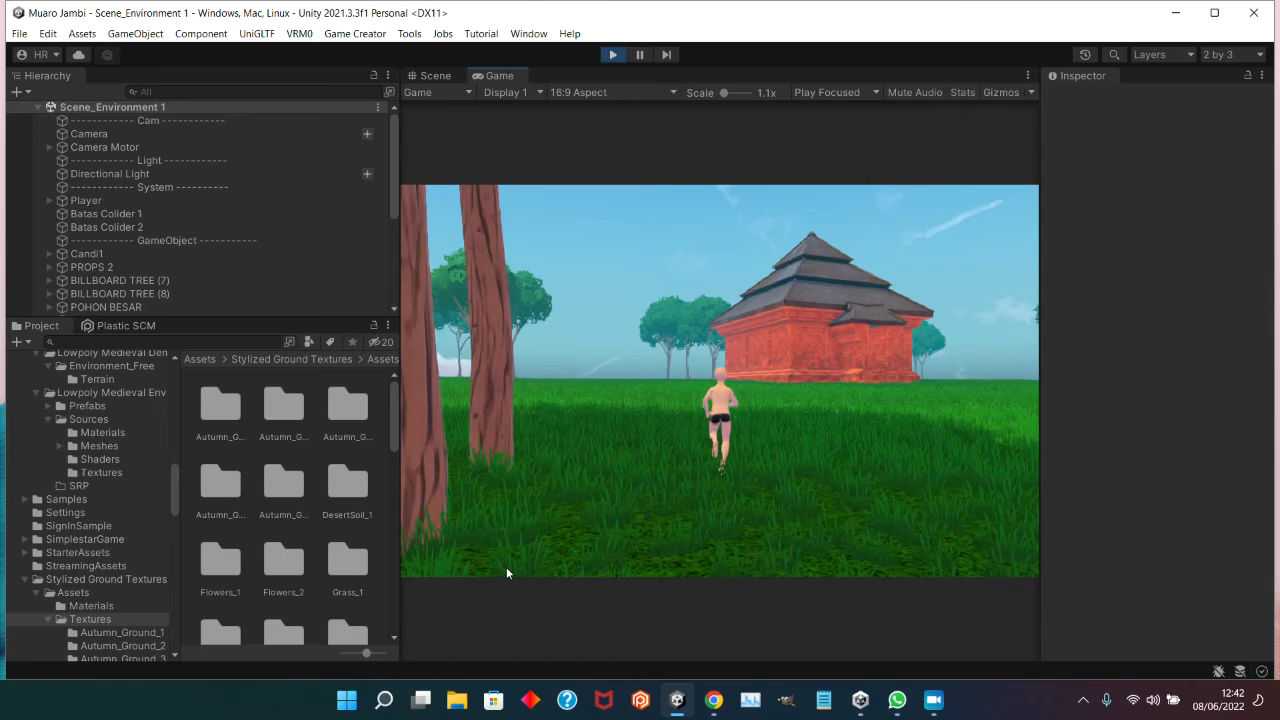 Muaro Jambi - Scene_Environment 1 - Windows, Mac, Linux - Unity 2021.3.3f1 Personal <DX11>
File Edit Assets GameObject Component UniGLTF VRM0 Game Creator Tools Jobs Tutorial Window Help
HR Layers 2 by 3
Hierarchy Scene Game Inspector
All Game Display 1 16:9 Aspect Scale 1.1x Play Focused Mute Audio Stats Gizmos
Scene_Environment 1
------------ Cam ------------
Camera
Camera Motor
------------ Light ------------
Directional Light
------------ System ------------
Player
Batas Colider 1
Batas Colider 2
------------ GameObject ------------
Candi1
PROPS 2
BILLBOARD TREE (7)
BILLBOARD TREE (8)
POHON BESAR
Project Plastic SCM
20
Lowpoly Medieval Den
Environment_Free
Terrain
Lowpoly Medieval Env
Prefabs
Sources
Materials
Meshes
Shaders
Textures
SRP
Samples
Settings
SignInSample
SimplestarGame
StarterAssets
StreamingAssets
Stylized Ground Textures
Assets
Materials
Textures
Autumn_Ground_1
Autumn_Ground_2
Autumn_Ground_3
Assets Stylized Ground Textures Assets
Autumn_G... Autumn_G... Autumn_G...
Autumn_G... Autumn_G... DesertSoil_1
Flowers_1 Flowers_2 Grass_1
12:42
08/06/2022